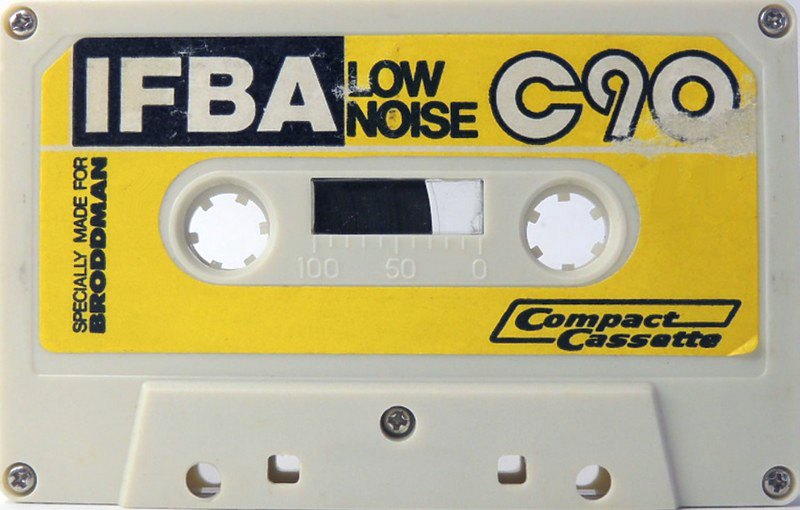 IFBA LOW NOISE C90
SPECIALLY MADE FOR
BRODDMAN
100 50 0
Compact
Cassette